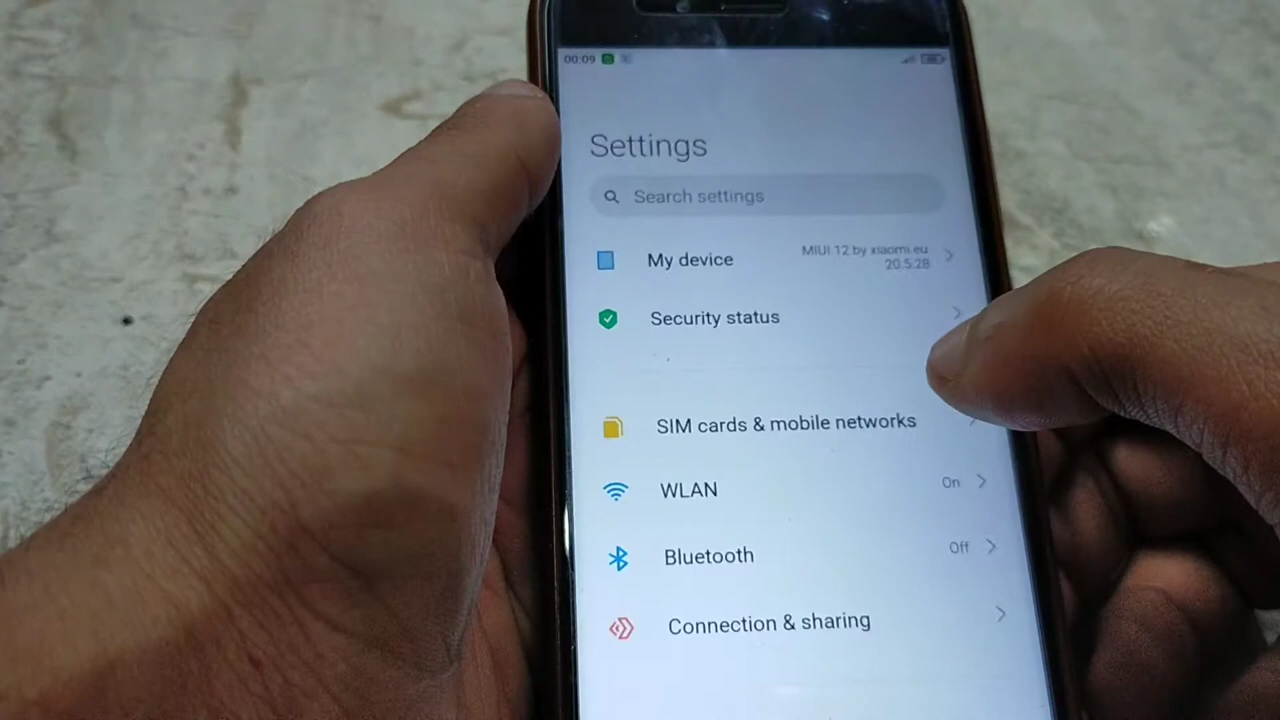 00:09
Settings
Search settings
My device
MIUI 12 by xiaomi.eu
20.5.28
Security status
SIM cards & mobile networks
WLAN
On
Bluetooth
Off
Connection & sharing